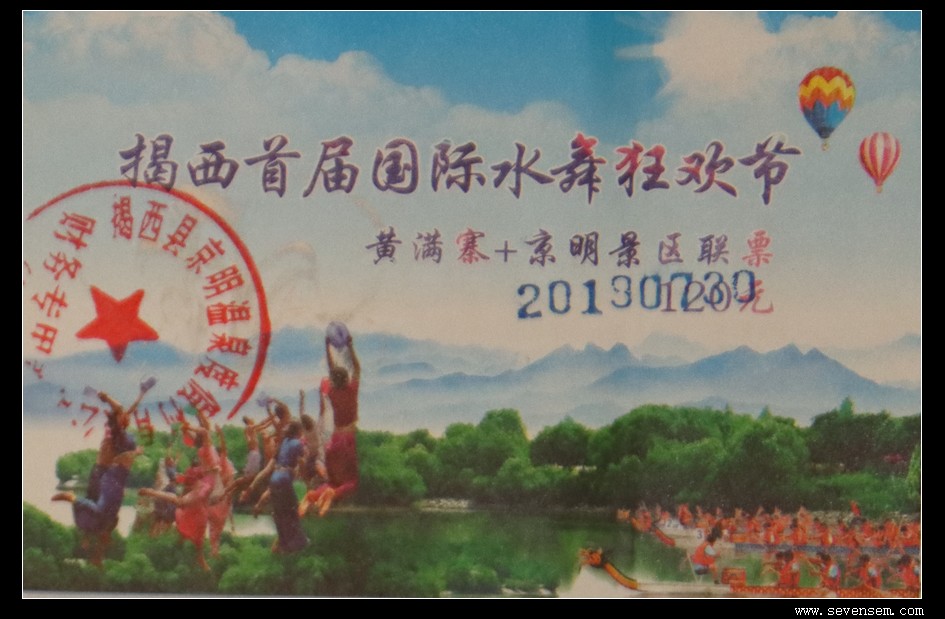 揭西首届国际水舞狂欢节
黄满寨+京明景区联票
120元
20190730
揭西县京明温泉度假
财务专用
www.sevensem.com